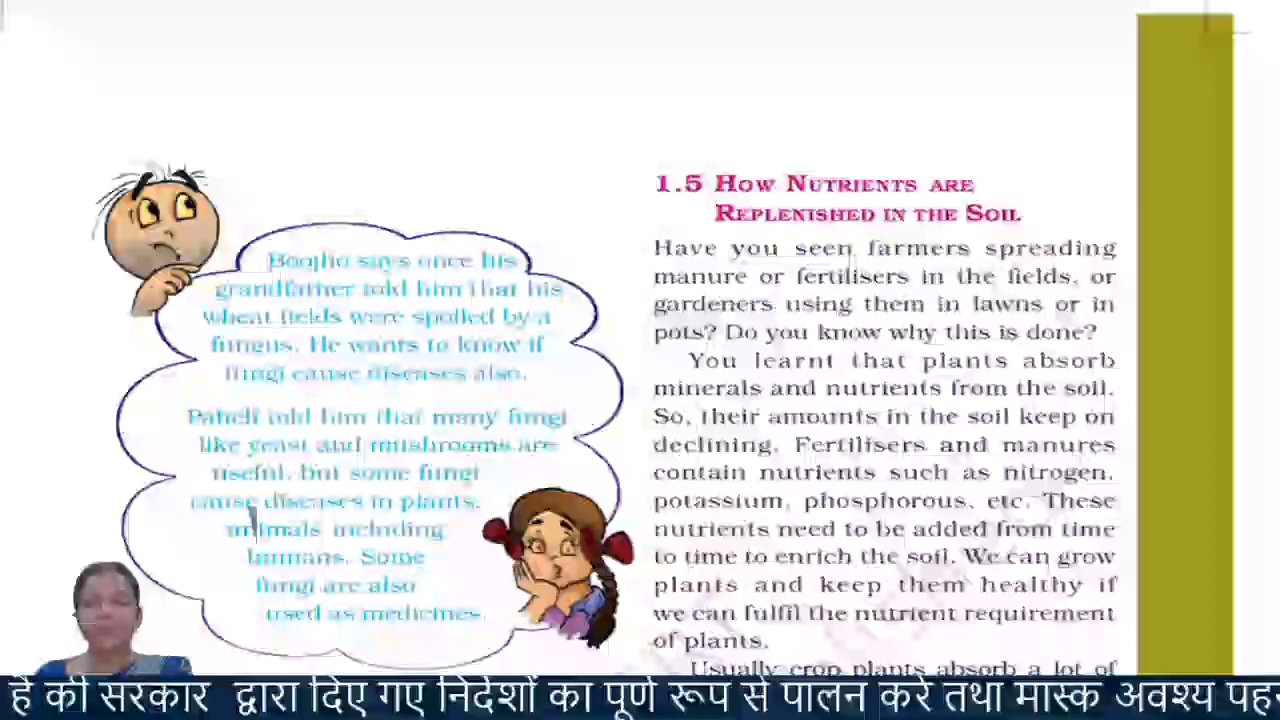 Boojho says once his
grandfather told him that his
wheat fields were spoiled by a
fungus. He wants to know if
fungi cause diseases also.
Paheli told him that many fungi
like yeast and mushrooms are
useful, but some fungi
cause diseases in plants,
animals including
humans. Some
fungi are also
used as medicines.
1.5 HOW NUTRIENTS ARE
REPLENISHED IN THE SOIL
Have you seen farmers spreading
manure or fertilisers in the fields, or
gardeners using them in lawns or in
pots? Do you know why this is done?
You learnt that plants absorb
minerals and nutrients from the soil.
So, their amounts in the soil keep on
declining. Fertilisers and manures
contain nutrients such as nitrogen,
potassium, phosphorous, etc. These
nutrients need to be added from time
to time to enrich the soil. We can grow
plants and keep them healthy if
we can fulfil the nutrient requirement
of plants.
Usually crop plants absorb a lot of
है की सरकार द्वारा दिए गए निर्देशों का पूर्ण रूप से पालन करें तथा मास्क अवश्य पहन